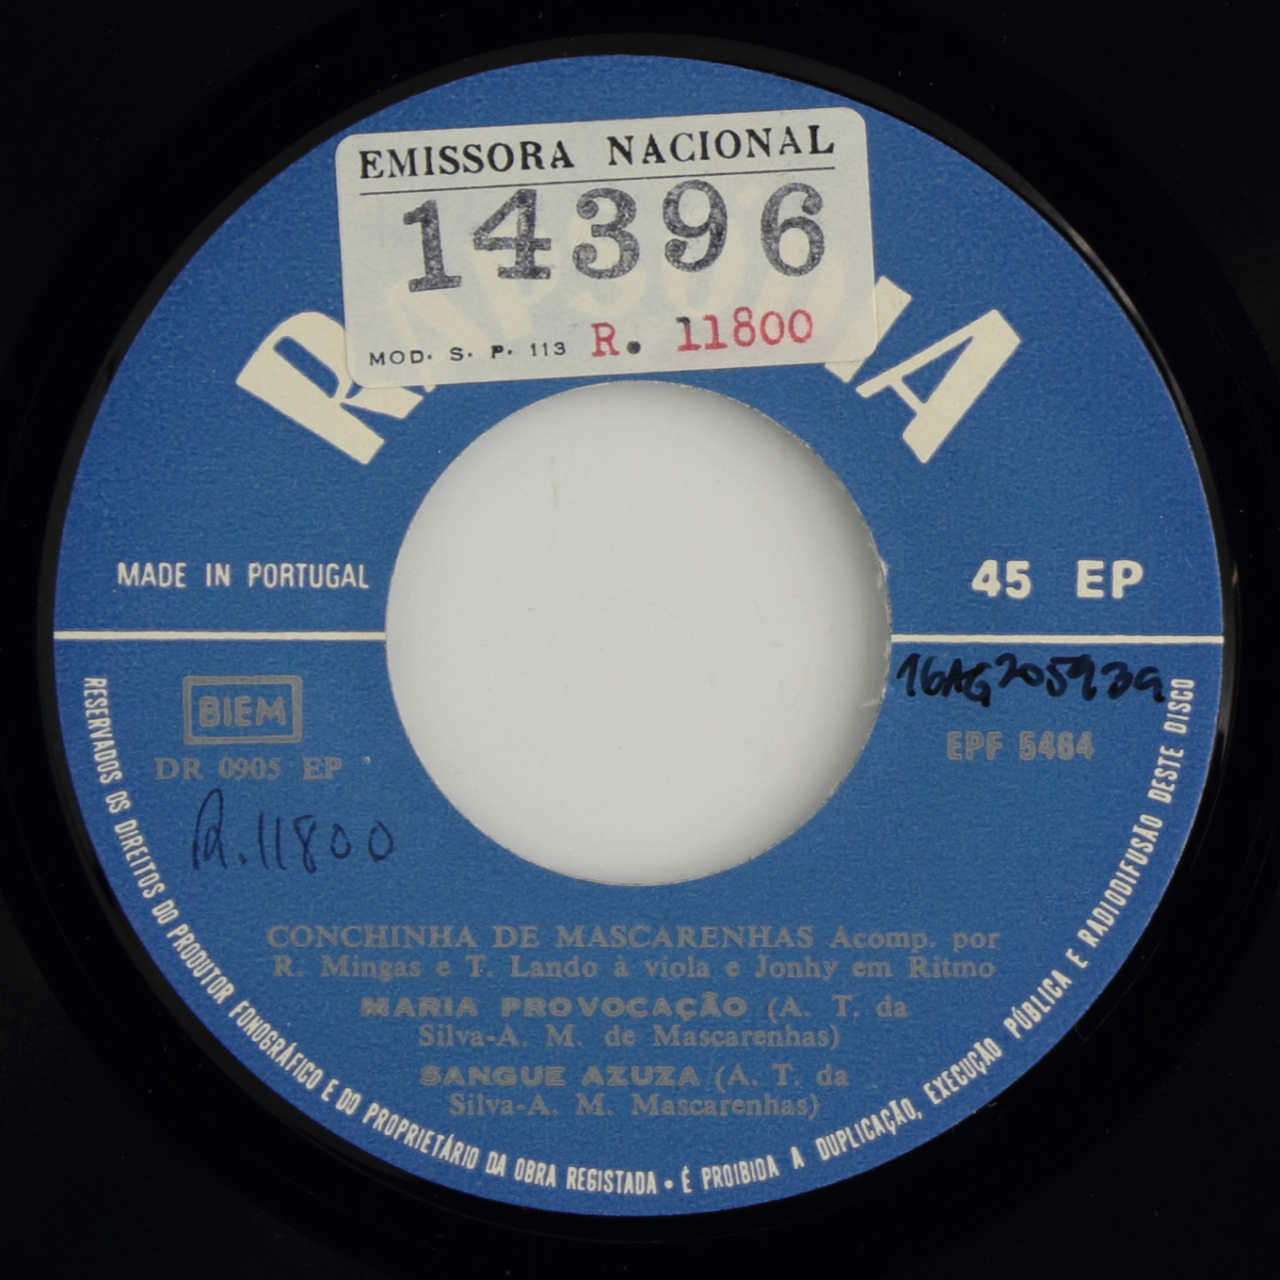 EMISSORA NACIONAL
14396
MOD. S. P. 113 R. 11800
RAPSÓDIA
MADE IN PORTUGAL
45 EP
BIEM
DR 0905 EP
R.11800
EPF 5464
CONCHINHA DE MASCARENHAS Acomp. por
R. Mingas e T. Lando à viola e Jonhy em Ritmo
MARIA PROVOCAÇÃO (A. T. da
Silva-A. M. de Mascarenhas)
SANGUE AZUZA (A. T. da
Silva-A. M. Mascarenhas)
RESERVADOS OS DIREITOS DO PRODUTOR FONOGRÁFICO E DO PROPRIETÁRIO DA OBRA REGISTADA • É PROIBIDA A DUPLICAÇÃO, EXECUÇÃO PÚBLICA E RADIODIFUSÃO DESTE DISCO